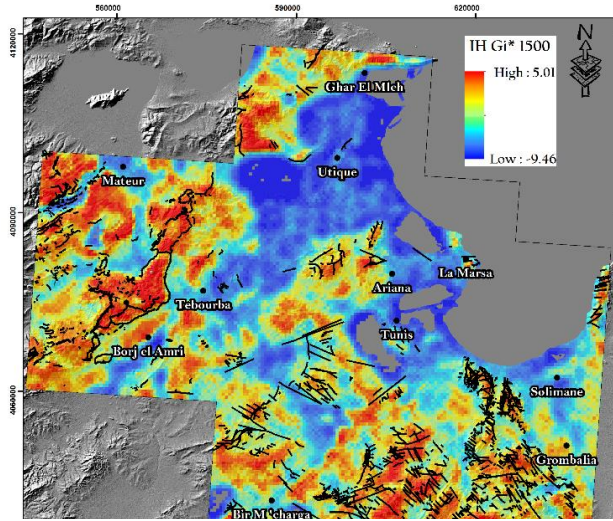 560000
590000
620000
4120000
4090000
4060000
IH Gi* 1500
High : 5.01
Low : -9.46
N
Ghar El Mleh
Utique
Mateur
La Marsa
Ariana
Tébourba
Tunis
Borj el Amri
Solimane
Grombalia
Bir M'charga